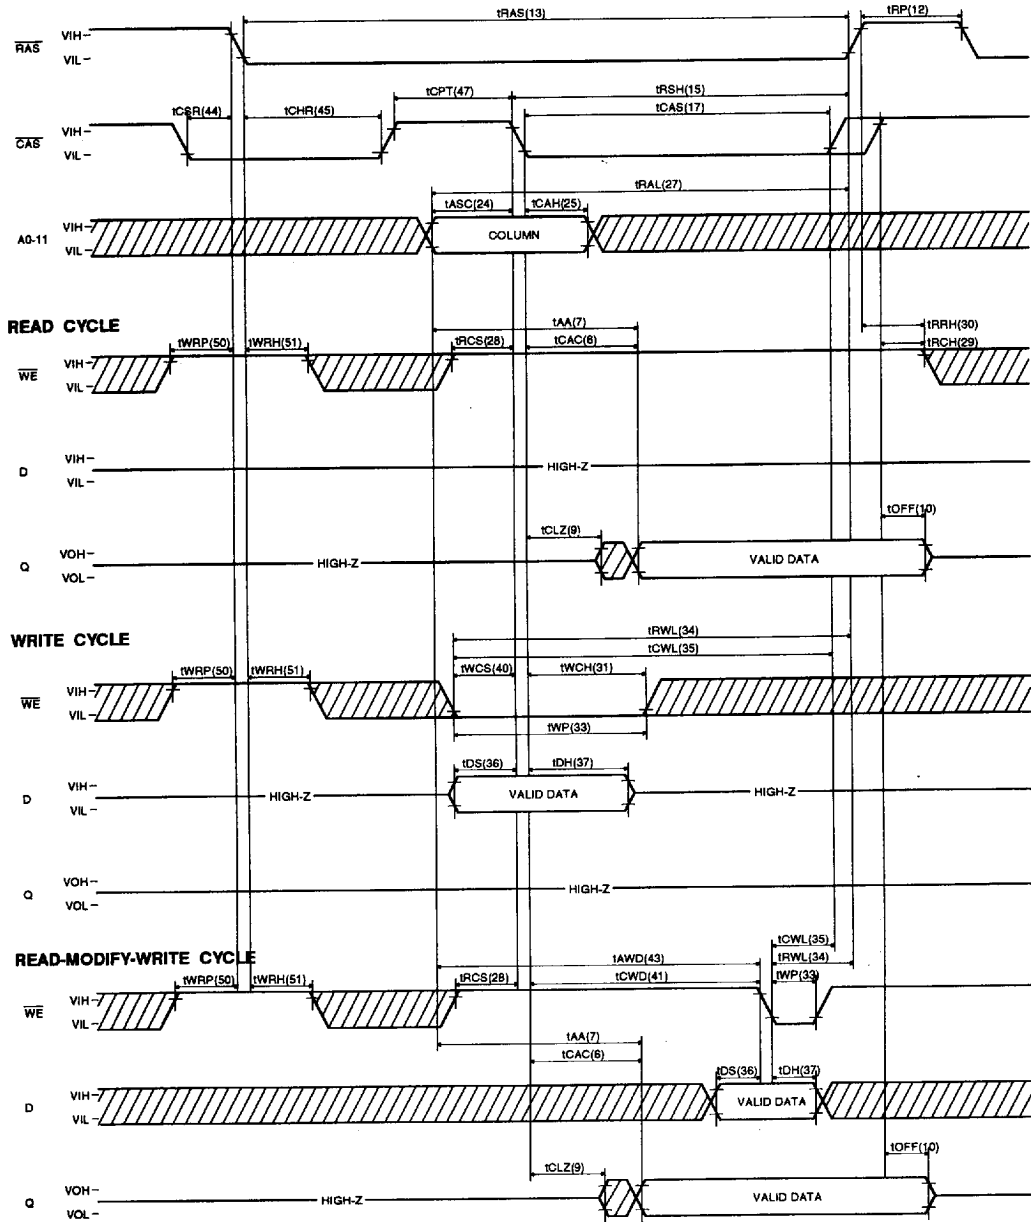 tRAS(13)
tRP(12)
RAS
VIH
VIL
tCPT(47)
tRSH(15)
tCSR(44)
tCHR(45)
tCAS(17)
CAS
VIH
VIL
tRAL(27)
tASC(24)
tCAH(25)
A0-11
VIH
VIL
COLUMN
READ CYCLE
tAA(7)
tRRH(30)
tWRP(50)
tWRH(51)
tRCS(28)
tCAC(6)
tRCH(29)
WE
VIH
VIL
D
VIH
VIL
HIGH-Z
tOFF(10)
tCLZ(9)
Q
VOH
VOL
HIGH-Z
VALID DATA
WRITE CYCLE
tRWL(34)
tCWL(35)
tWRP(50)
tWRH(51)
tWCS(40)
tWCH(31)
WE
VIH
VIL
tWP(33)
tDS(36)
tDH(37)
D
VIH
VIL
HIGH-Z
VALID DATA
HIGH-Z
Q
VOH
VOL
HIGH-Z
READ-MODIFY-WRITE CYCLE
tCWL(35)
tAWD(43)
tRWL(34)
tWRP(50)
tWRH(51)
tRCS(28)
tCWD(41)
tWP(33)
WE
VIH
VIL
tAA(7)
tCAC(6)
tDS(36)
tDH(37)
D
VIH
VIL
VALID DATA
tOFF(10)
tCLZ(9)
Q
VOH
VOL
HIGH-Z
VALID DATA